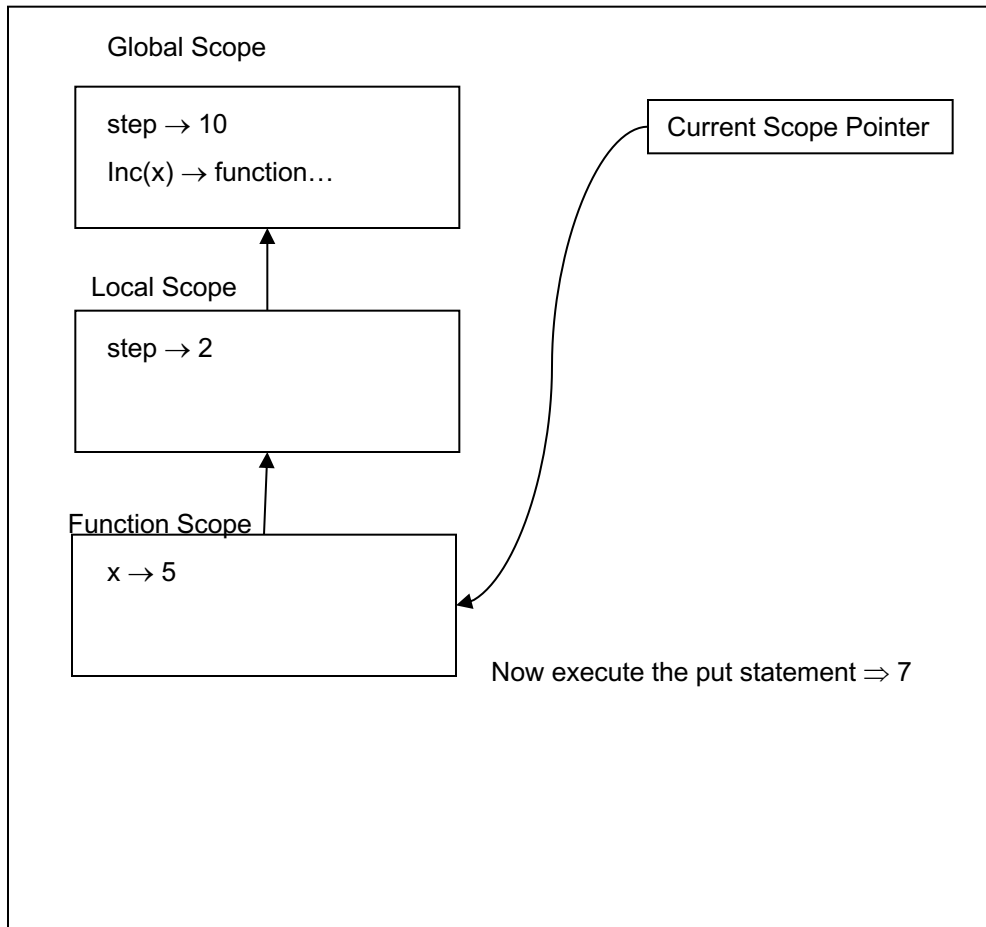 Global Scope
step → 10
Inc(x) → function…
Current Scope Pointer
Local Scope
step → 2
Function Scope
x → 5
Now execute the put statement ⇒ 7